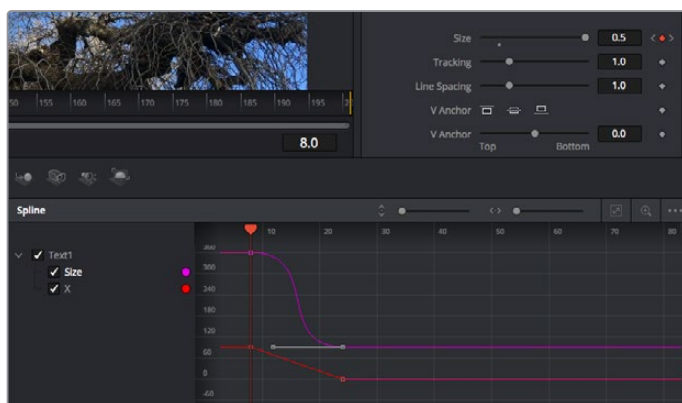 Size 0.5
Tracking 1.0
Line Spacing 1.0
V Anchor
V Anchor 0.0
Top Bottom
155 160 165 170 175 180 185 190 195
8.0
Spline
10 20 30 40 50 60 70 80
Text1
Size
X
360
300
240
180
120
60
0
-60